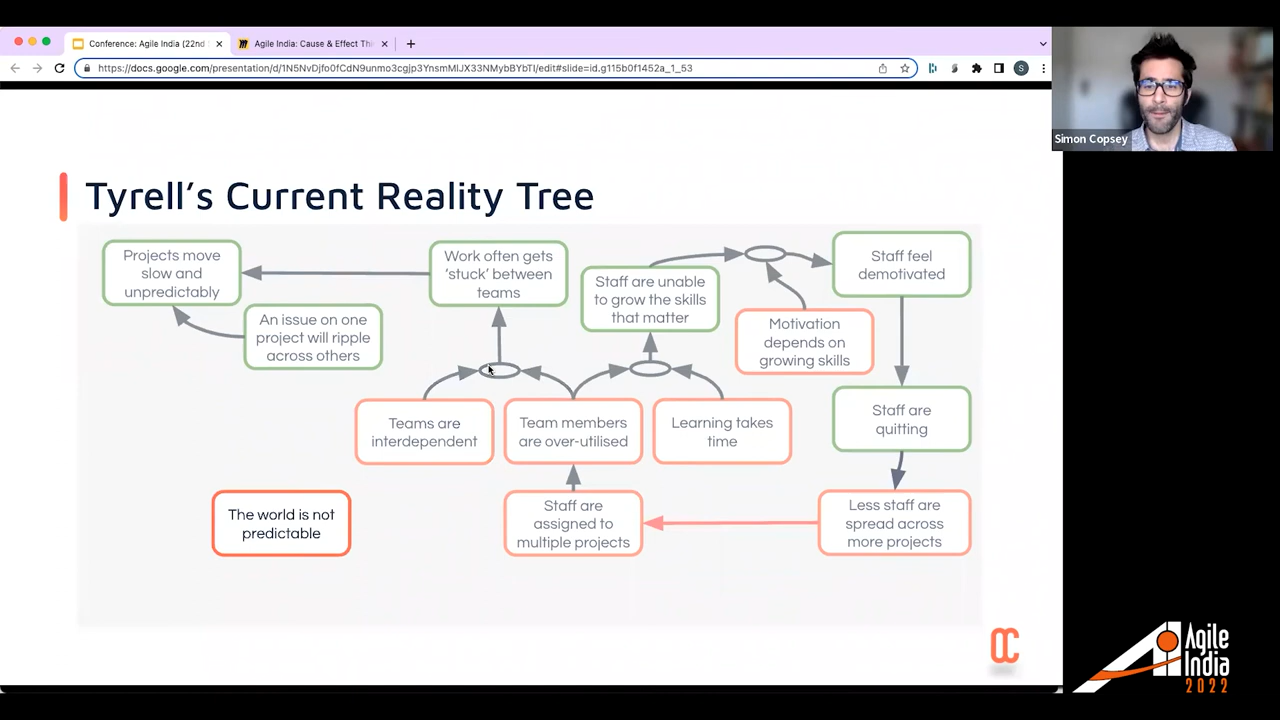 Conference: Agile India (22nd
Agile India: Cause & Effect Th
https://docs.google.com/presentation/d/1N5NvDjfo0fCdN9unmo3cgjp3YnsmMlJX33NMybBYbTI/edit#slide=id.g115b0f1452a_1_53
S
Simon Copsey
Tyrell's Current Reality Tree
Projects move
slow and
unpredictably
An issue on one
project will ripple
across others
Work often gets
'stuck' between
teams
Staff are unable
to grow the skills
that matter
Motivation
depends on
growing skills
Staff feel
demotivated
Teams are
interdependent
Team members
are over-utilised
Learning takes
time
Staff are
quitting
The world is not
predictable
Staff are
assigned to
multiple projects
Less staff are
spread across
more projects
Agile
India
2022